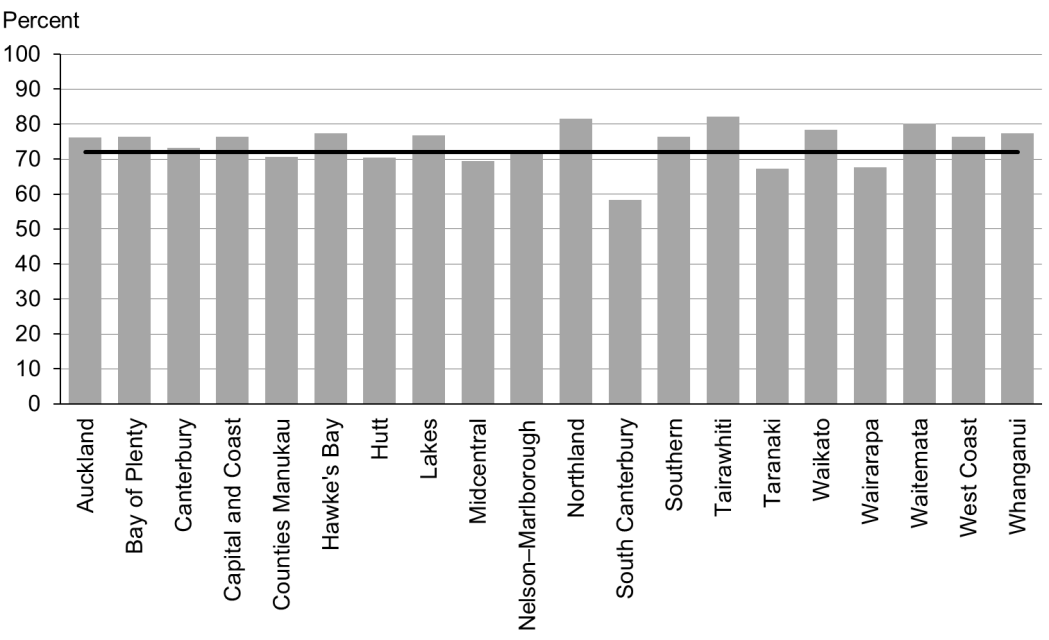 Percent
100
90
80
70
60
50
40
30
20
10
0
Auckland
Bay of Plenty
Canterbury
Capital and Coast
Counties Manukau
Hawke's Bay
Hutt
Lakes
Midcentral
Nelson–Marlborough
Northland
South Canterbury
Southern
Tairawhiti
Taranaki
Waikato
Wairarapa
Waitemata
West Coast
Whanganui